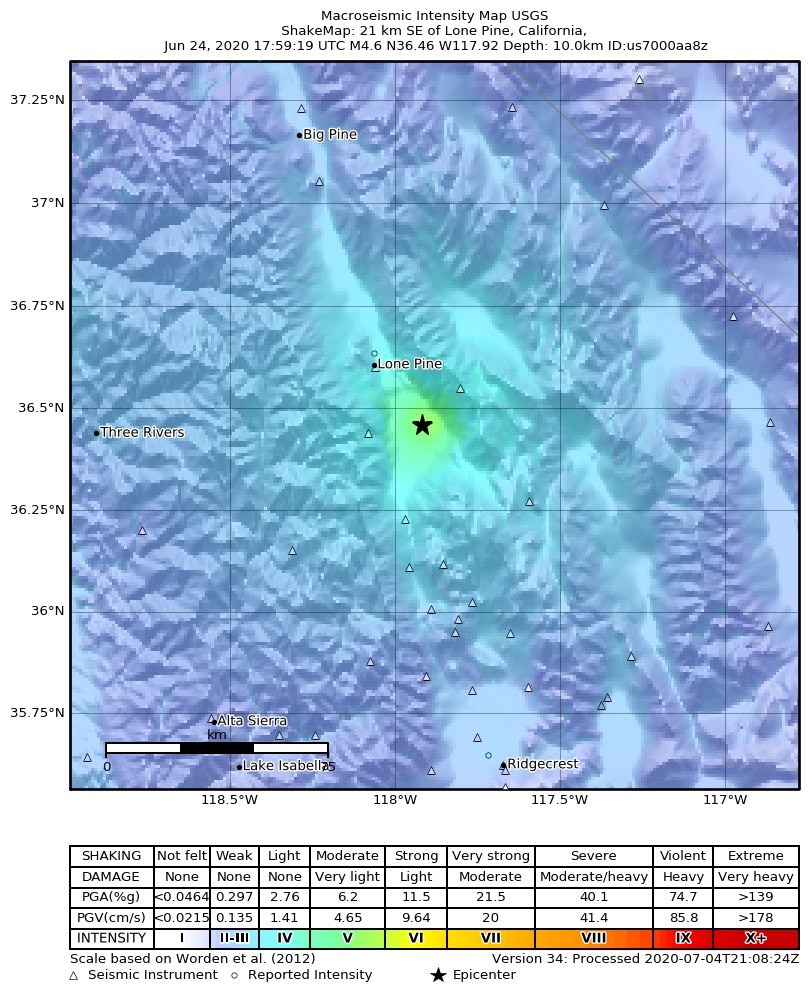 Macroseismic Intensity Map USGS
ShakeMap: 21 km SE of Lone Pine, California,
Jun 24, 2020 17:59:19 UTC M4.6 N36.46 W117.92 Depth: 10.0km ID:us7000aa8z
37.25°N
Big Pine
37°N
36.75°N
Lone Pine
36.5°N
Three Rivers
36.25°N
36°N
35.75°N
Alta Sierra
km
0 75
Lake Isabella
Ridgecrest
118.5°W 118°W 117.5°W 117°W
SHAKING Not felt Weak Light Moderate Strong Very strong Severe Violent Extreme
DAMAGE None None None Very light Light Moderate Moderate/heavy Heavy Very heavy
PGA(%g) <0.0464 0.297 2.76 6.2 11.5 21.5 40.1 74.7 >139
PGV(cm/s) <0.0215 0.135 1.41 4.65 9.64 20 41.4 85.8 >178
INTENSITY I II-III IV V VI VII VIII IX X+
Scale based on Worden et al. (2012) Version 34: Processed 2020-07-04T21:08:24Z
△ Seismic Instrument ○ Reported Intensity ★ Epicenter